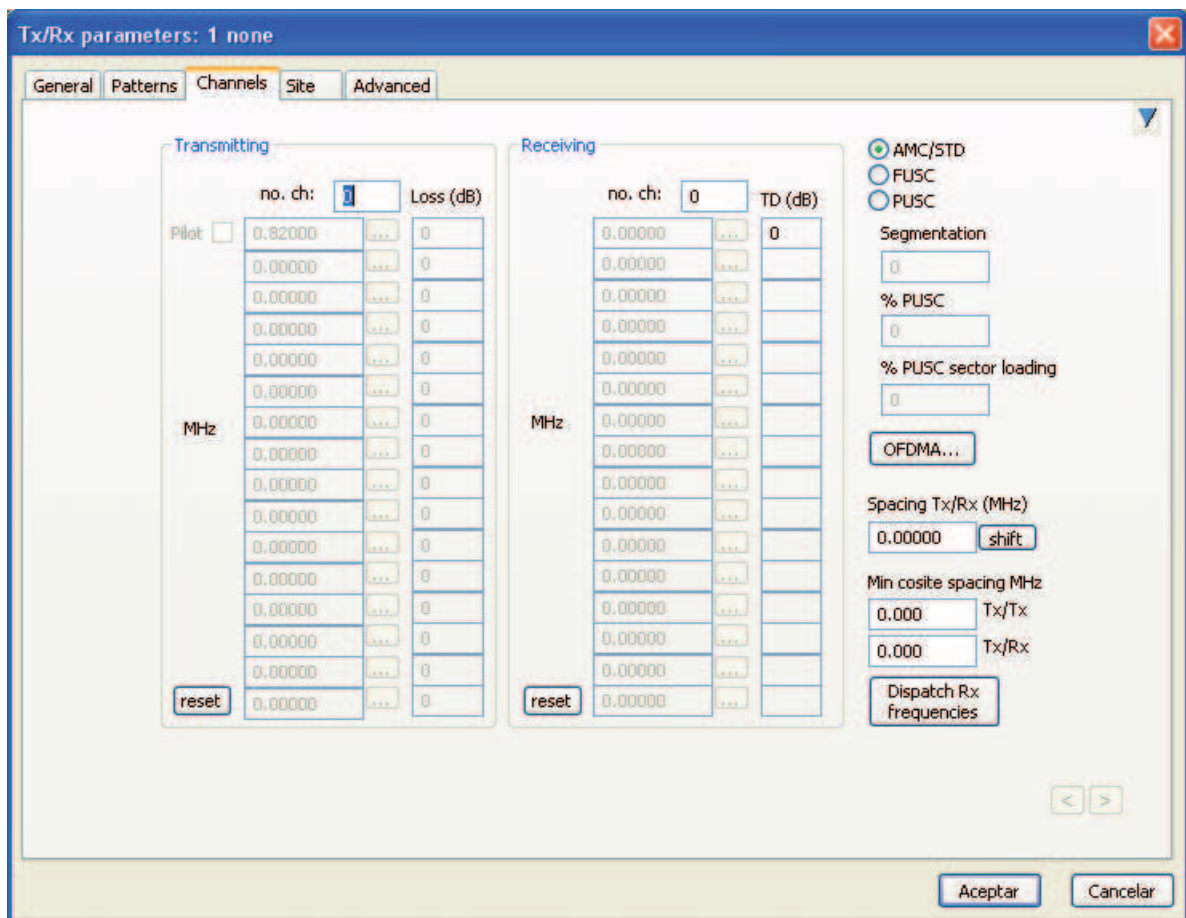 Tx/Rx parameters: 1 none
General Patterns Channels Site Advanced
Transmitting
no. ch: 0 Loss (dB)
Pilot 0.82000 ... 0
0.00000 ... 0
0.00000 ... 0
0.00000 ... 0
0.00000 ... 0
0.00000 ... 0
MHz 0.00000 ... 0
0.00000 ... 0
0.00000 ... 0
0.00000 ... 0
0.00000 ... 0
0.00000 ... 0
0.00000 ... 0
0.00000 ... 0
0.00000 ... 0
reset 0.00000 ... 0
Receiving
no. ch: 0 TD (dB)
0.00000 ... 0
0.00000 ...
0.00000 ...
0.00000 ...
0.00000 ...
0.00000 ...
MHz 0.00000 ...
0.00000 ...
0.00000 ...
0.00000 ...
0.00000 ...
0.00000 ...
0.00000 ...
0.00000 ...
0.00000 ...
reset 0.00000 ...
AMC/STD
FUSC
PUSC
Segmentation
0
% PUSC
0
% PUSC sector loading
0
OFDMA...
Spacing Tx/Rx (MHz)
0.00000 shift
Min cosite spacing MHz
0.000 Tx/Tx
0.000 Tx/Rx
Dispatch Rx
frequencies
< >
Aceptar Cancelar